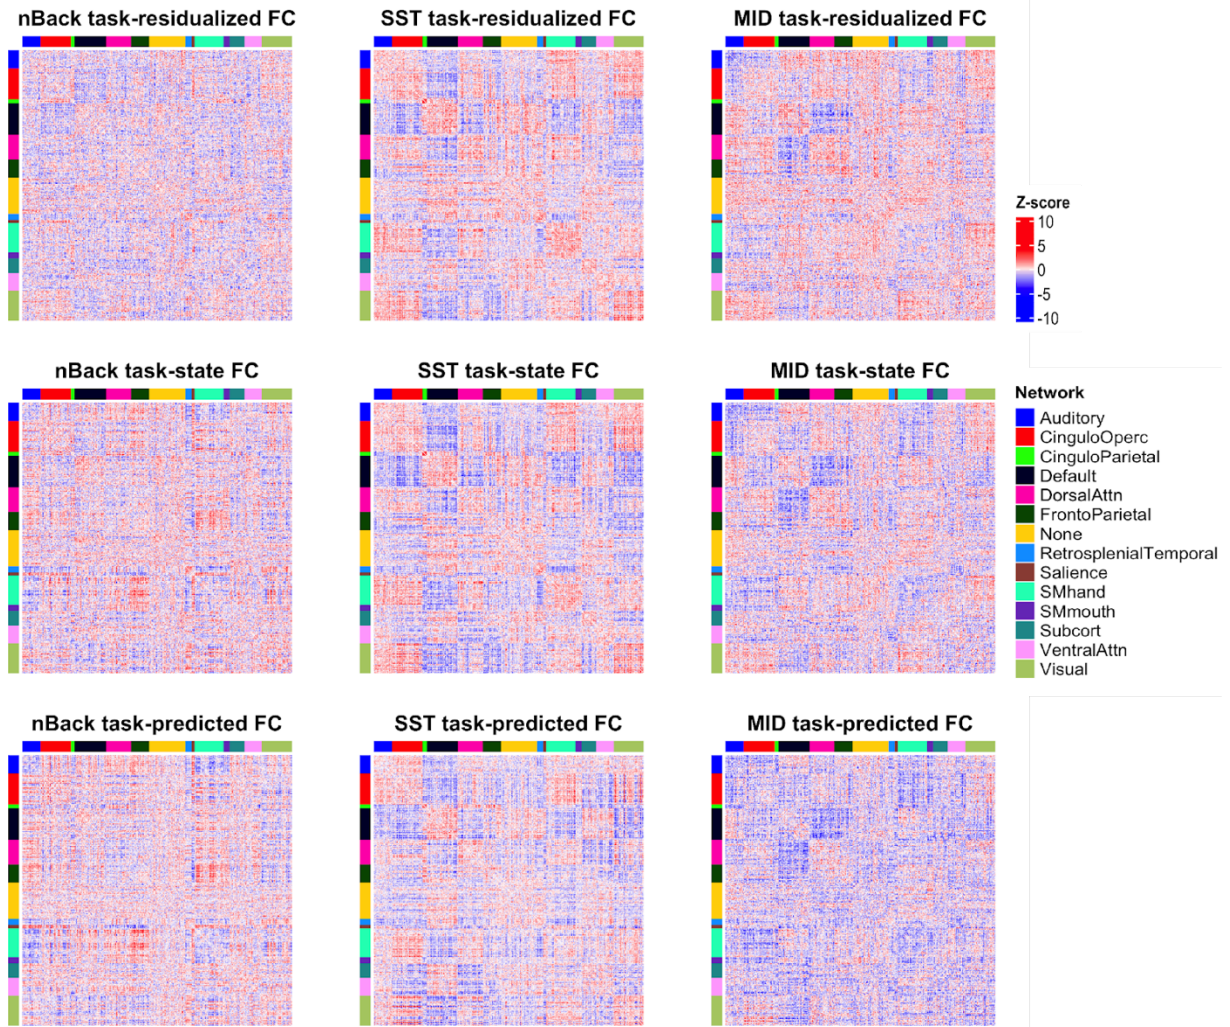 nBack task-residualized FC
SST task-residualized FC
MID task-residualized FC
Z-score
10
5
0
-5
-10
nBack task-state FC
SST task-state FC
MID task-state FC
Network
Auditory
CinguloOperc
CinguloParietal
Default
DorsalAttn
FrontoParietal
None
RetrosplenialTemporal
Salience
SMhand
SMmouth
Subcort
VentralAttn
Visual
nBack task-predicted FC
SST task-predicted FC
MID task-predicted FC